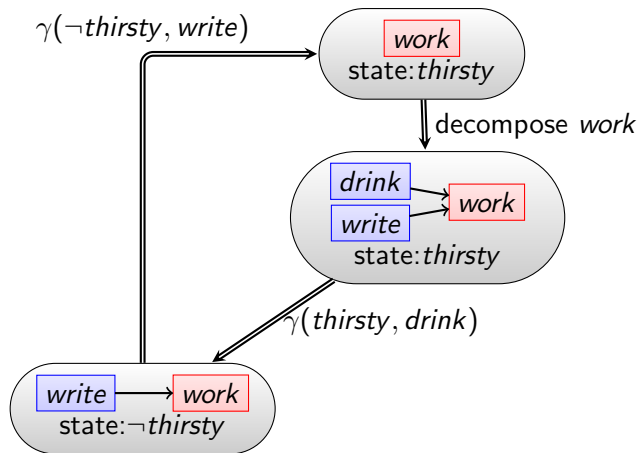 γ(¬thirsty, write)
work
state:thirsty
decompose work
drink
work
write
state:thirsty
γ(thirsty, drink)
write
work
state:¬thirsty